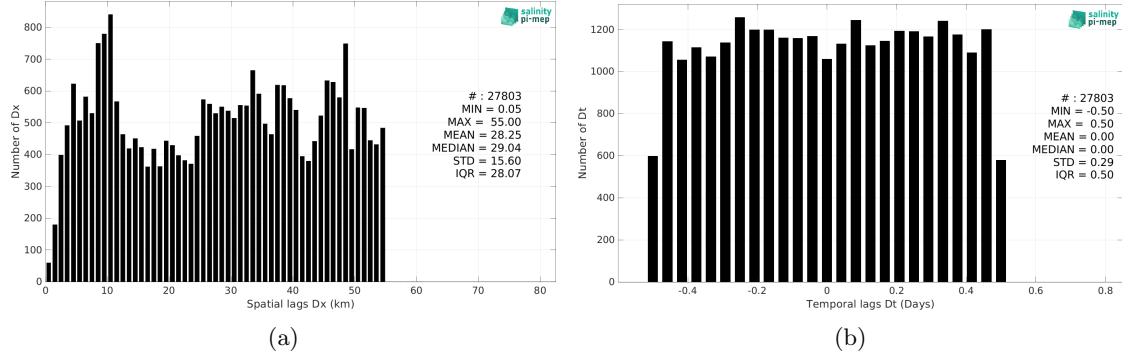 salinity
pi-mep
800
700
600
500
400
300
200
100
0
Number of Dx
# : 27803
MIN = 0.05
MAX = 55.00
MEAN = 28.25
MEDIAN = 29.04
STD = 15.60
IQR = 28.07
0 10 20 30 40 50 60 70 80
Spatial lags Dx (km)
(a)
salinity
pi-mep
1200
1000
800
600
400
200
0
Number of Dt
# : 27803
MIN = -0.50
MAX = 0.50
MEAN = 0.00
MEDIAN = 0.00
STD = 0.29
IQR = 0.50
-0.4 -0.2 0 0.2 0.4 0.6 0.8
Temporal lags Dt (Days)
(b)